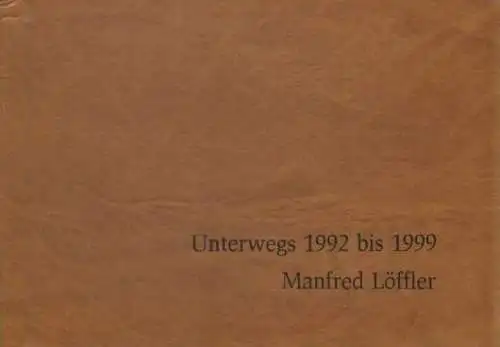 Unterwegs 1992 bis 1999
Manfred Löffler